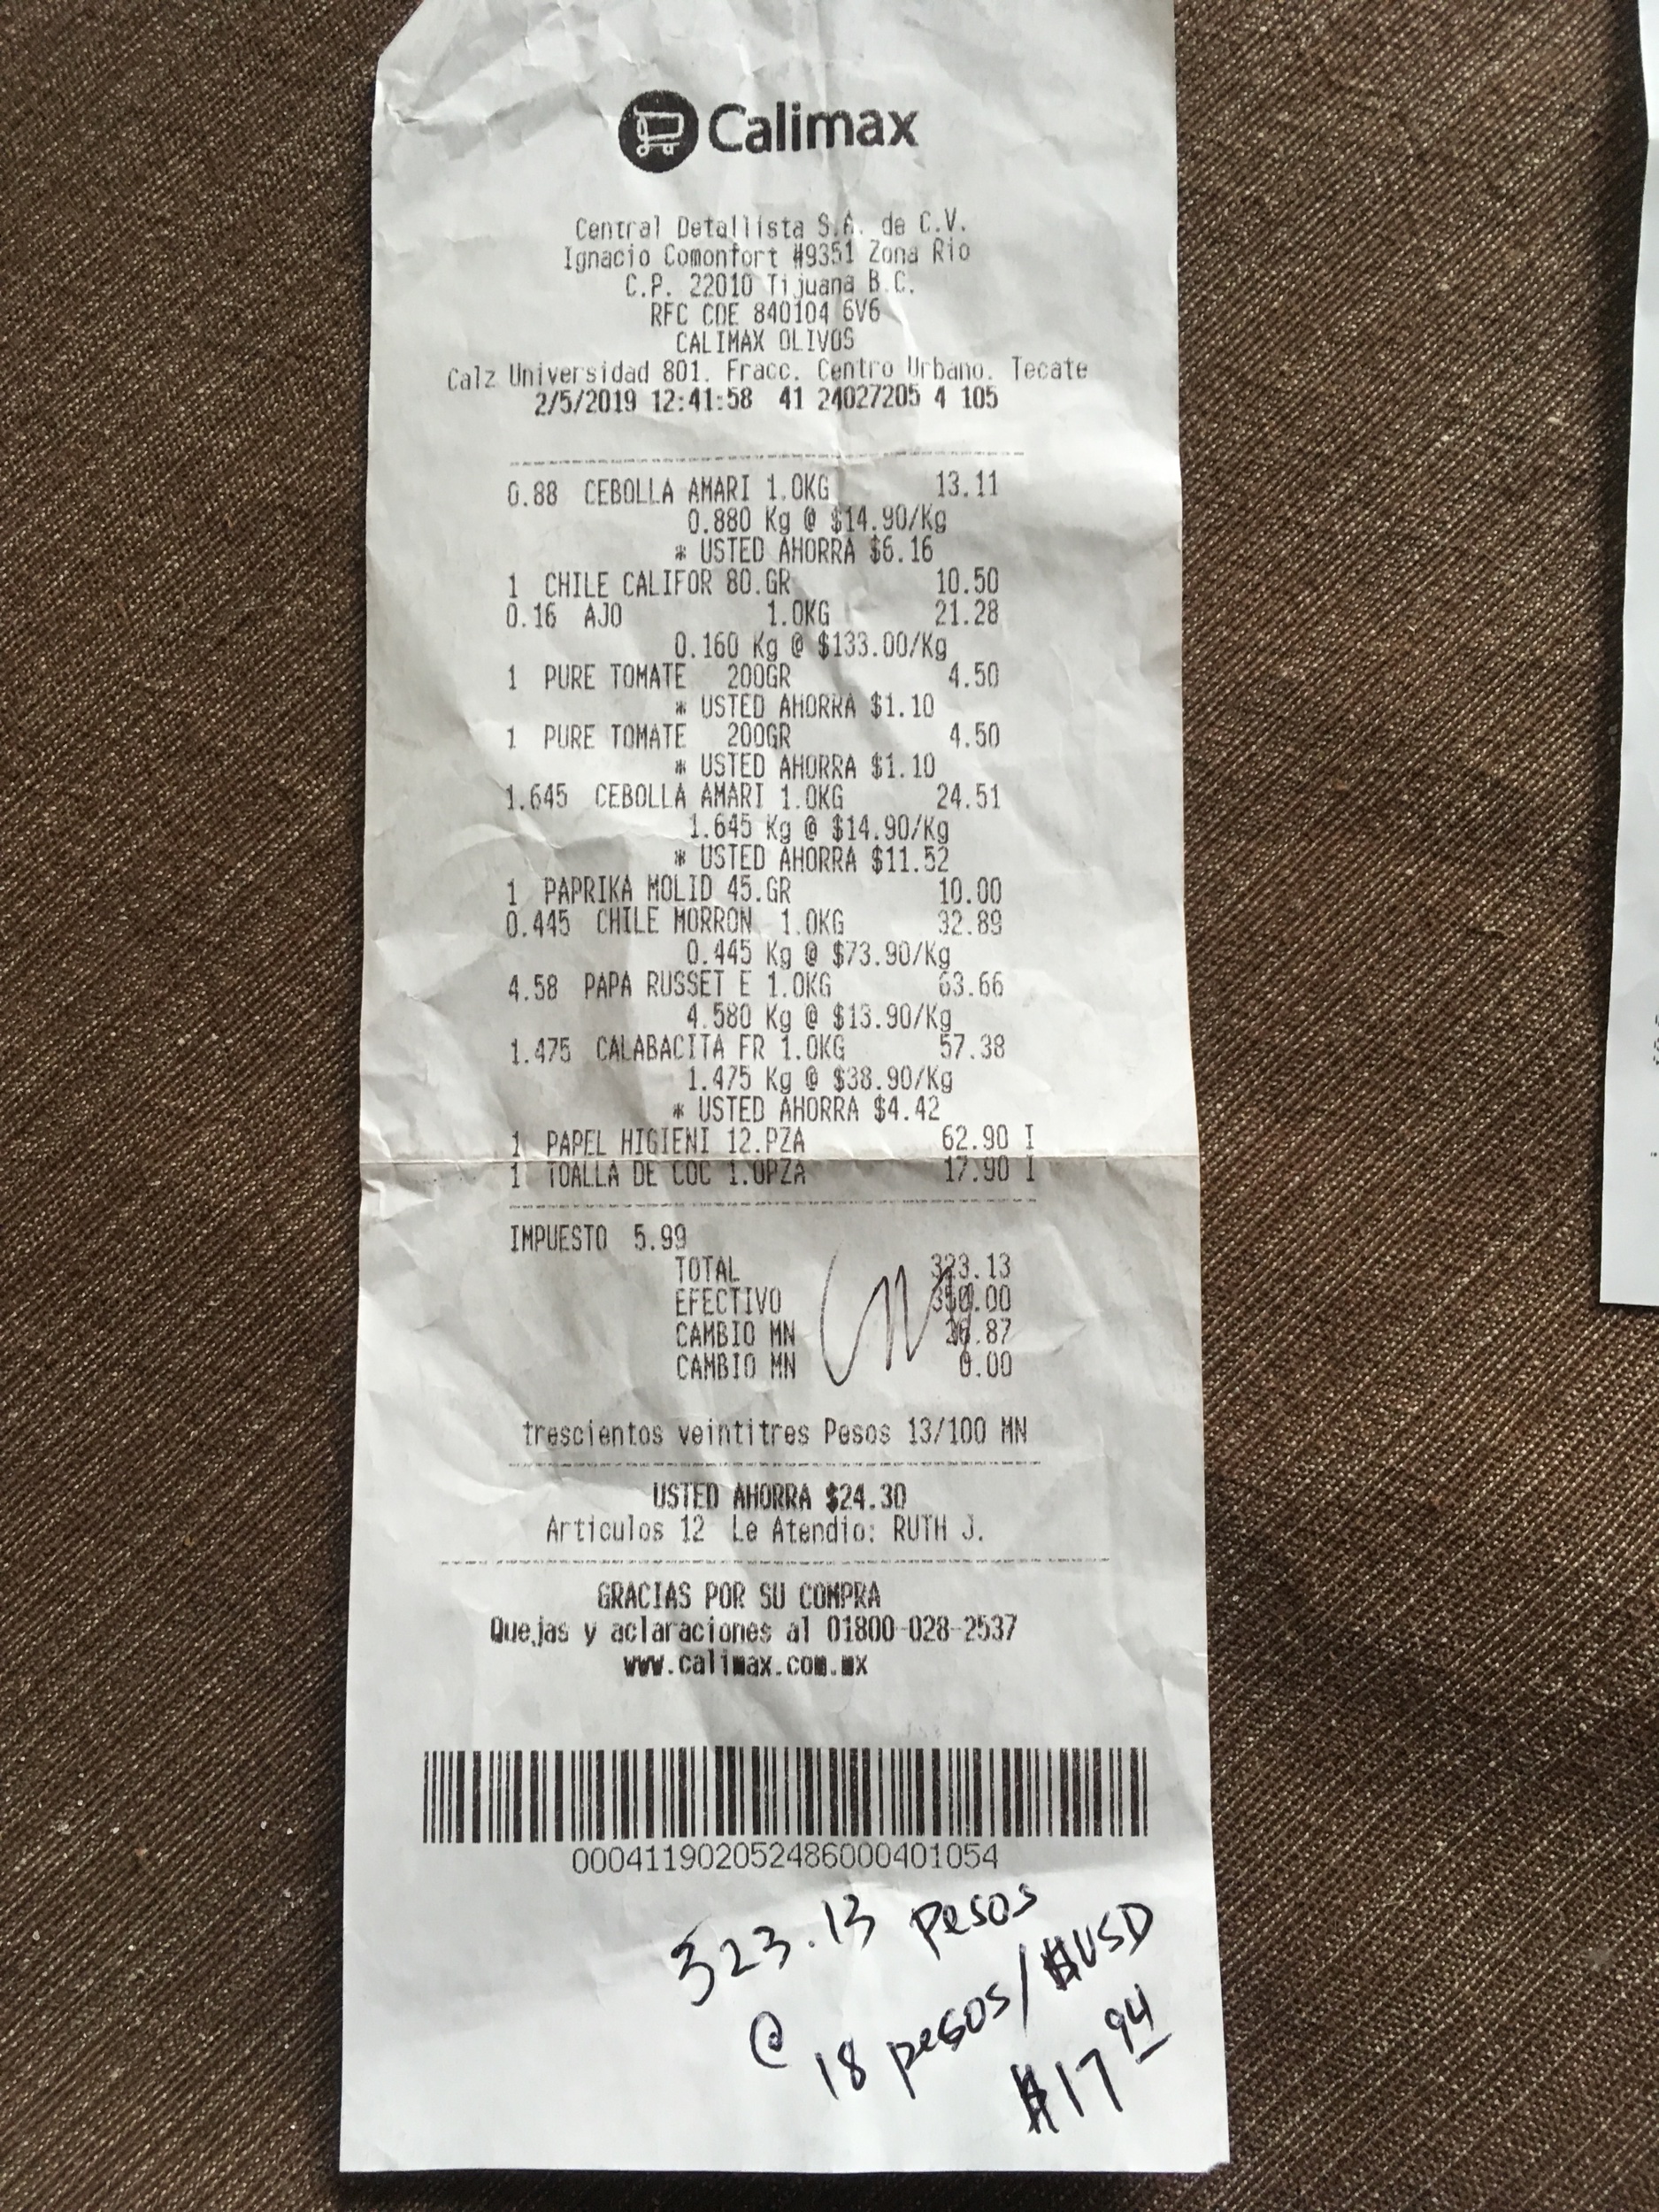 Calimax
Central Detallista S.A. de C.V.
Ignacio Comonfort #9351 Zona Rio
C.P. 22010 Tijuana B.C.
RFC CDE 840104 6V6
CALIMAX OLIVOS
Calz Universidad 801. Fracc. Centro Urbano. Tecate
2/5/2019 12:41:58 41 24027205 4 105
0.88 CEBOLLA AMARI 1.0KG 13.11
0.880 Kg @ $14.90/Kg
* USTED AHORRA $6.16
1 CHILE CALIFOR 80.GR 10.50
0.16 AJO 1.0KG 21.28
0.160 Kg @ $133.00/Kg
1 PURE TOMATE 200GR 4.50
* USTED AHORRA $1.10
1 PURE TOMATE 200GR 4.50
* USTED AHORRA $1.10
1.645 CEBOLLA AMARI 1.0KG 24.51
1.645 Kg @ $14.90/Kg
* USTED AHORRA $11.52
1 PAPRIKA MOLID 45.GR 10.00
0.445 CHILE MORRON 1.0KG 32.89
0.445 Kg @ $73.90/Kg
4.58 PAPA RUSSET E 1.0KG 63.66
4.580 Kg @ $13.90/Kg
1.475 CALABACITA FR 1.0KG 57.38
1.475 Kg @ $38.90/Kg
* USTED AHORRA $4.42
1 PAPEL HIGIENI 12.PZA 62.90 I
1 TOALLA DE COC 1.0PZA 17.90 I
IMPUESTO 5.99
TOTAL 323.13
EFECTIVO 350.00
CAMBIO MN 26.87
CAMBIO MN 0.00
trescientos veintitres Pesos 13/100 MN
USTED AHORRA $24.30
Articulos 12 Le Atendio: RUTH J.
GRACIAS POR SU COMPRA
Quejas y aclaraciones al 01800-028-2537
www.calimax.com.mx
000411902052486000401054
323.13 pesos
@ 18 pesos/$USD
$17.94